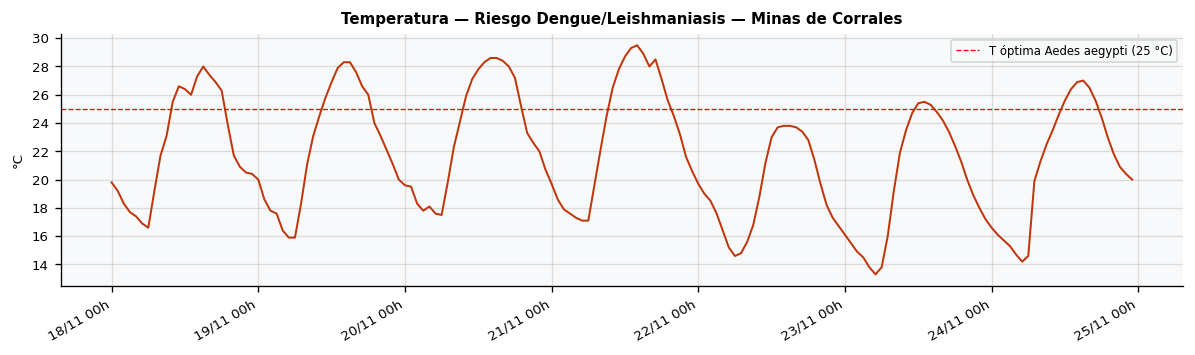 Temperatura — Riesgo Dengue/Leishmaniasis — Minas de Corrales
T óptima Aedes aegypti (25 °C)
°C
30
28
26
24
22
20
18
16
14
18/11 00h
19/11 00h
20/11 00h
21/11 00h
22/11 00h
23/11 00h
24/11 00h
25/11 00h